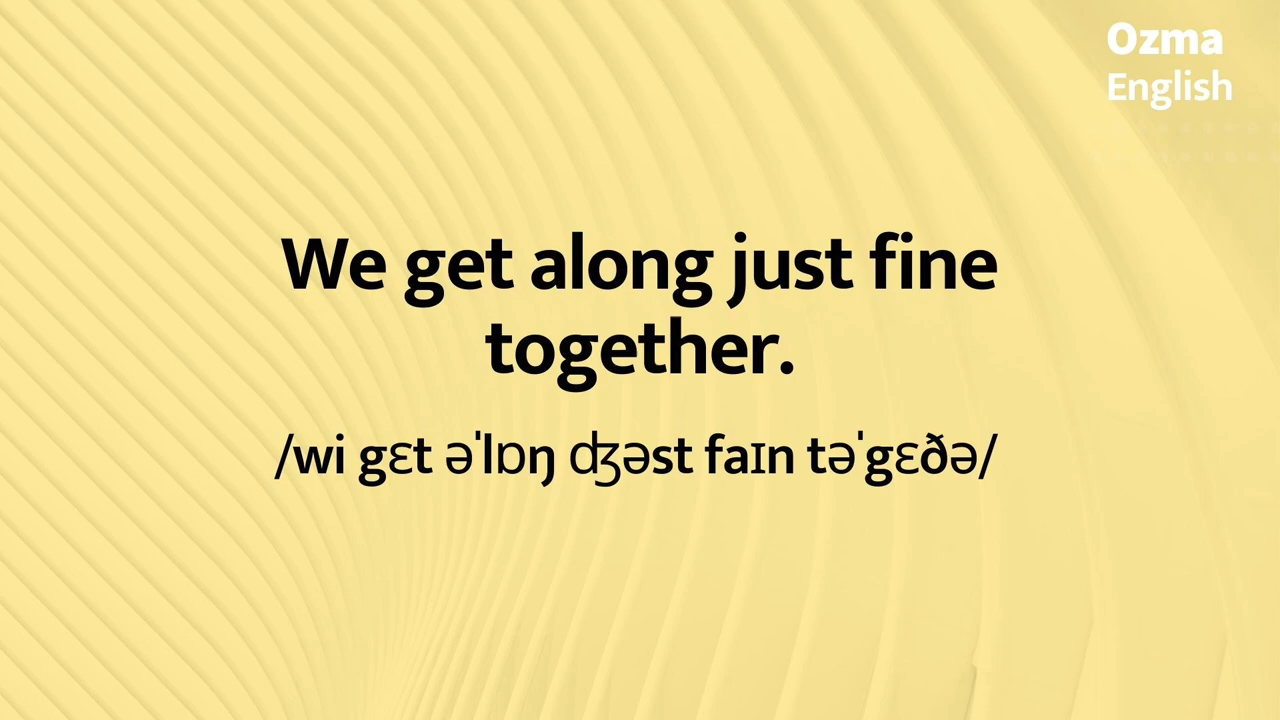 Ozma
English
We get along just fine
together.
/wi gɛt əˈlɒŋ ʤəst faɪn təˈgɛðə/